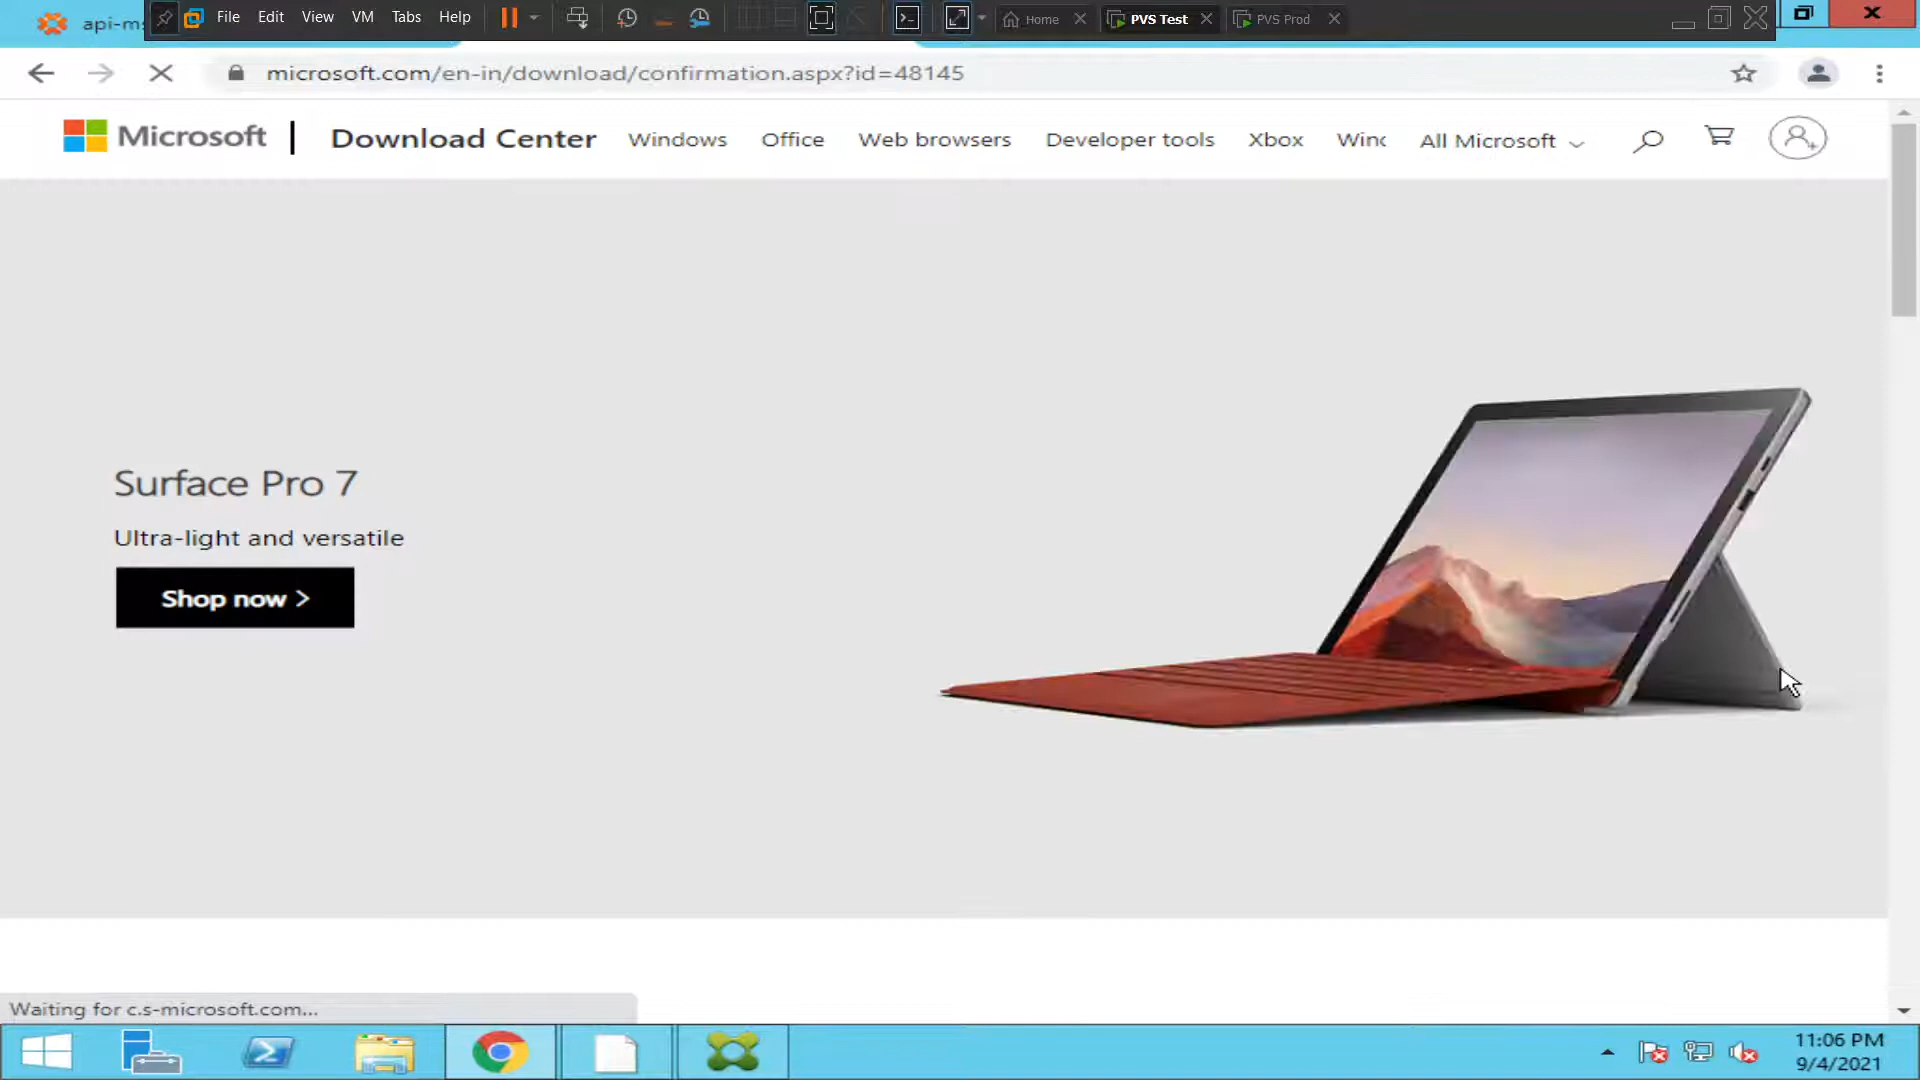 api-ms
File Edit View VM Tabs Help
Home
PVS Test
PVS Prod
microsoft.com/en-in/download/confirmation.aspx?id=48145
Microsoft
Download Center
Windows Office Web browsers Developer tools Xbox Winc All Microsoft
Surface Pro 7
Ultra-light and versatile
Shop now >
Waiting for c.s-microsoft.com...
11:06 PM
9/4/2021